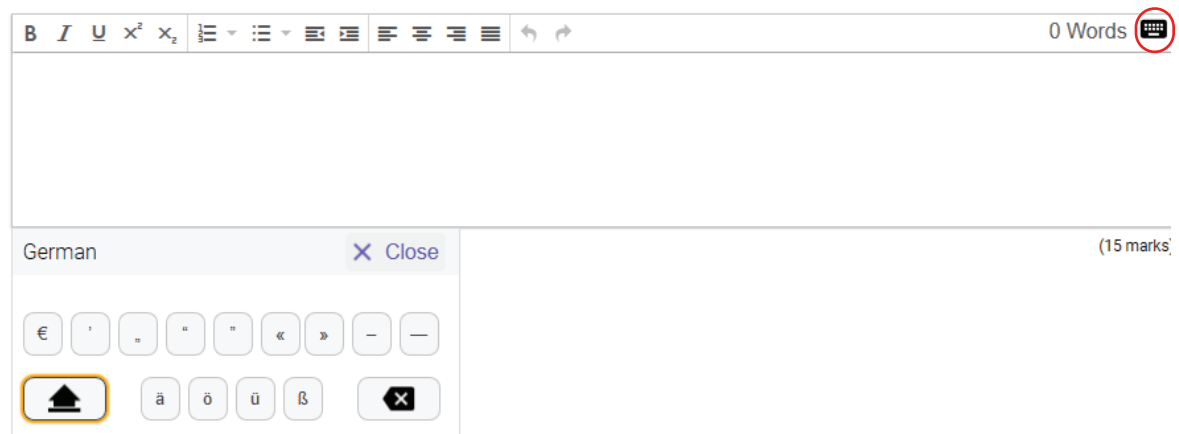 B I U x² x₂ 0 Words
German Close
(15 marks)
€ ’ „ “ ” « » – —
ä ö ü ß